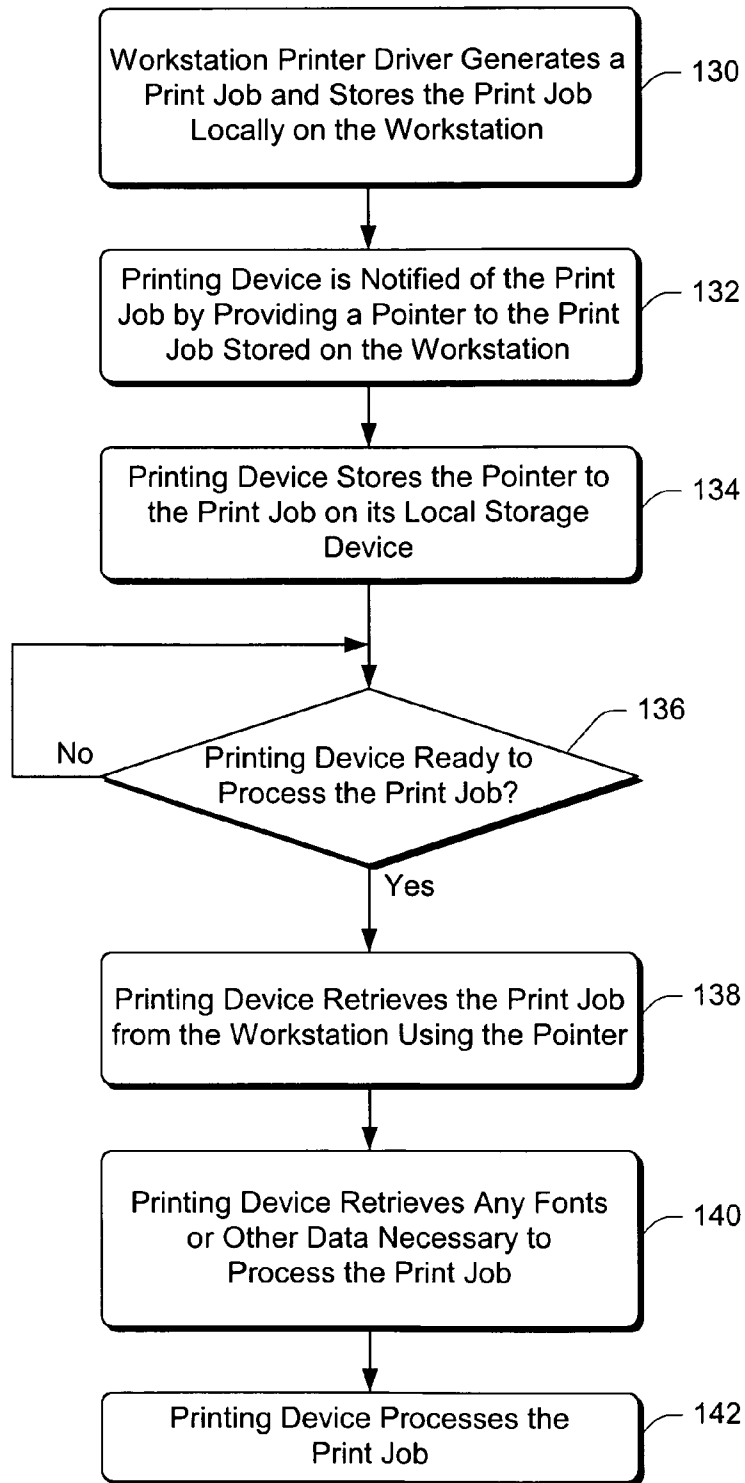 Workstation Printer Driver Generates a
Print Job and Stores the Print Job
Locally on the Workstation
130
Printing Device is Notified of the Print
Job by Providing a Pointer to the Print
Job Stored on the Workstation
132
Printing Device Stores the Pointer to
the Print Job on its Local Storage
Device
134
136
No
Printing Device Ready to
Process the Print Job?
Yes
Printing Device Retrieves the Print Job
from the Workstation Using the Pointer
138
Printing Device Retrieves Any Fonts
or Other Data Necessary to
Process the Print Job
140
Printing Device Processes the
Print Job
142